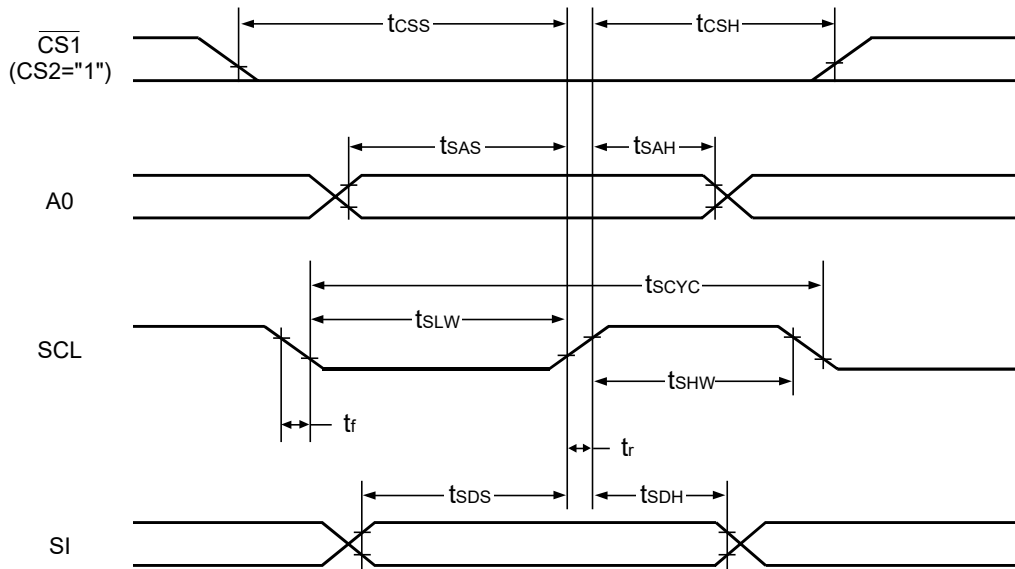 tCSS
tCSH
CS1
(CS2="1")
tSAS
tSAH
A0
tSCYC
tSLW
SCL
tSHW
tf
tr
tSDS
tSDH
SI